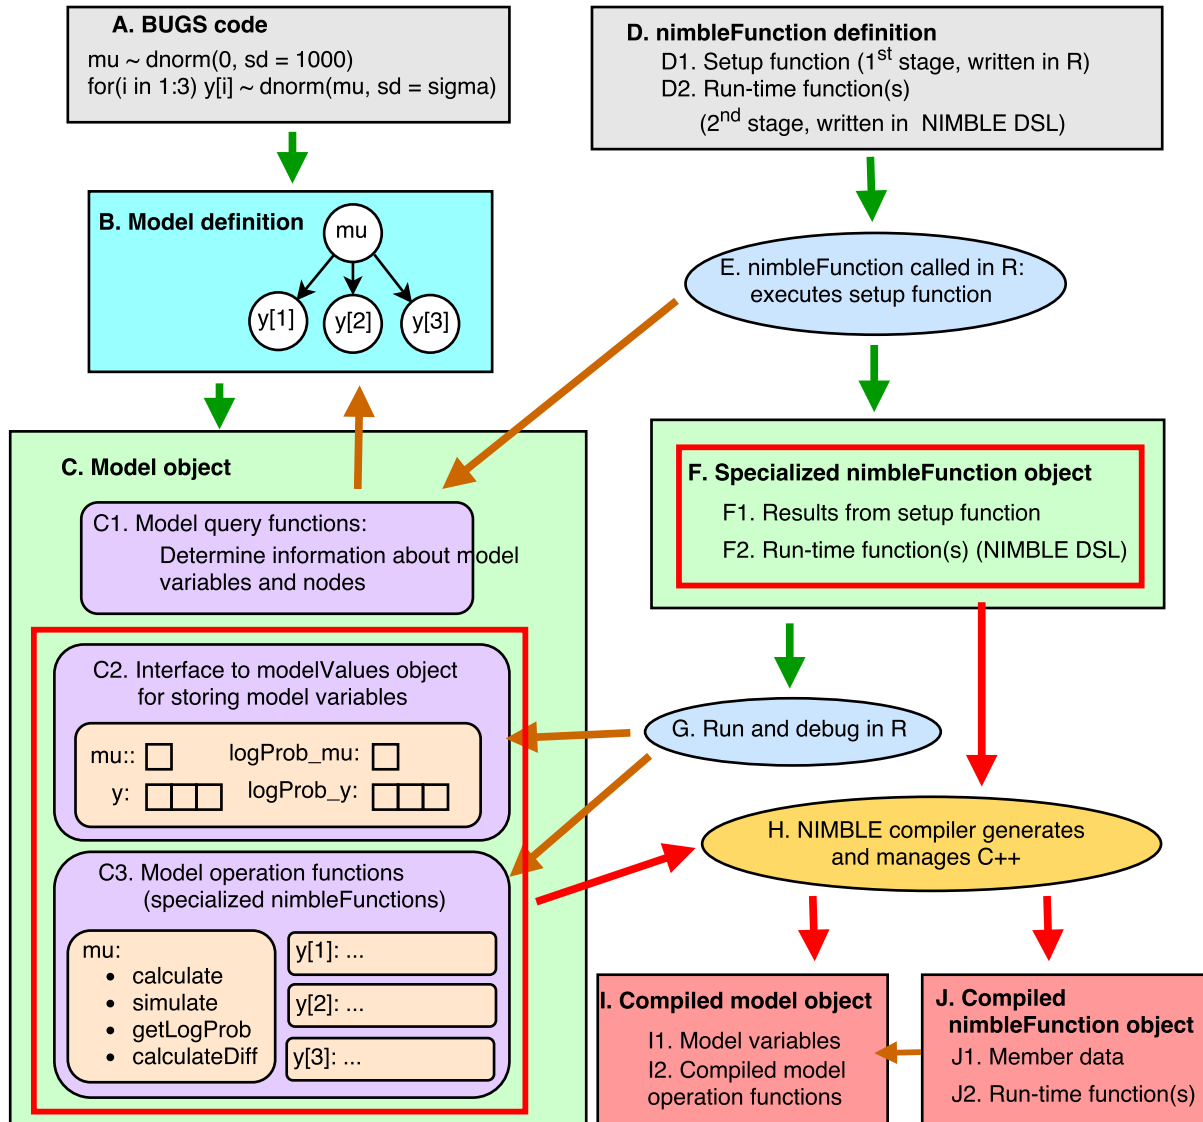 A. BUGS code
mu ~ dnorm(0, sd = 1000)
for(i in 1:3) y[i] ~ dnorm(mu, sd = sigma)
B. Model definition
mu
y[1]
y[2]
y[3]
C. Model object
C1. Model query functions:
Determine information about model
variables and nodes
C2. Interface to modelValues object
for storing model variables
mu::
logProb_mu:
y:
logProb_y:
C3. Model operation functions
(specialized nimbleFunctions)
mu:
• calculate
• simulate
• getLogProb
• calculateDiff
y[1]: ...
y[2]: ...
y[3]: ...
D. nimbleFunction definition
D1. Setup function (1st stage, written in R)
D2. Run-time function(s)
(2nd stage, written in NIMBLE DSL)
E. nimbleFunction called in R:
executes setup function
F. Specialized nimbleFunction object
F1. Results from setup function
F2. Run-time function(s) (NIMBLE DSL)
G. Run and debug in R
H. NIMBLE compiler generates
and manages C++
I. Compiled model object
I1. Model variables
I2. Compiled model
operation functions
J. Compiled
nimbleFunction object
J1. Member data
J2. Run-time function(s)